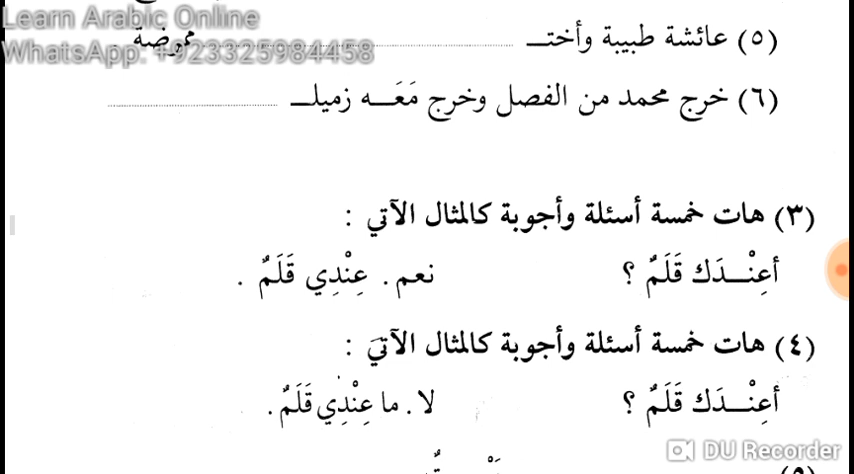 Learn Arabic Online
WhatsApp: +923325984458
(٥) عائشة طبيبة وأختـ ........ ممرضة
(٦) خرج محمد من الفصل وخرج مَعَـه زميلـ ........
(٣) هات خمسة أسئلة وأجوبة كالمثال الآتي :
أعِنْـدَك قَلَمٌ ؟ نعم . عِنْدِي قَلَمٌ .
(٤) هات خمسة أسئلة وأجوبة كالمثال الآتيَ :
أعِنْـدَك قَلَمٌ ؟ لا . ما عِنْدِي قَلَمٌ .
DU Recorder